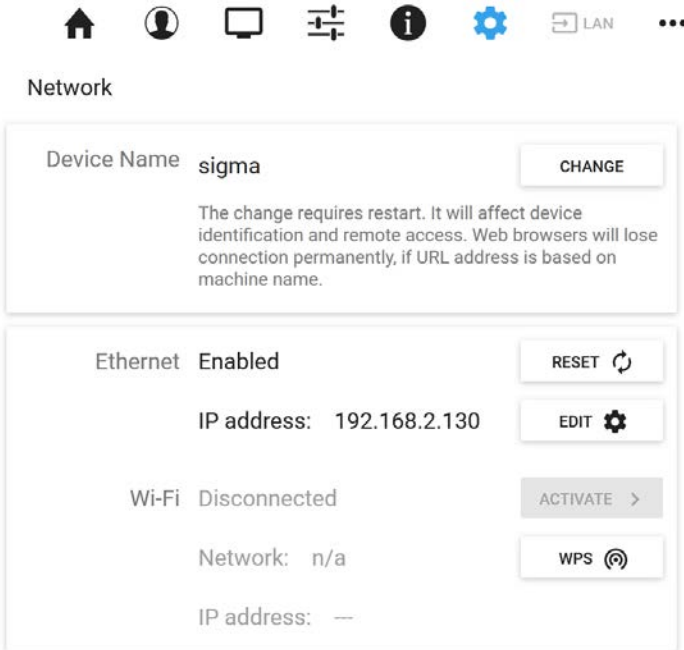 LAN
Network
Device Name sigma CHANGE
The change requires restart. It will affect device
identification and remote access. Web browsers will lose
connection permanently, if URL address is based on
machine name.
Ethernet Enabled RESET
IP address: 192.168.2.130 EDIT
Wi-Fi Disconnected ACTIVATE
Network: n/a WPS
IP address: ---